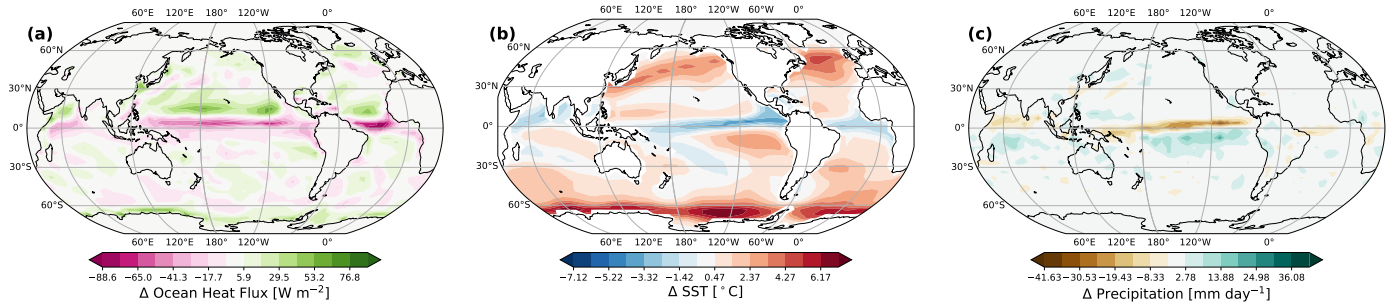 (a)
120°E 180° 120°W 0°
60°E
60°N
30°N
0°
30°S
60°S
60°E 120°E 180° 120°W 0°
−88.6 −65.0 −41.3 −17.7 5.9 29.5 53.2 76.8
Δ Ocean Heat Flux [W m⁻²]
(b)
60°E 120°E 180° 120°W 0°
60°N
30°N
0°
30°S
60°S
60°E 120°E 180° 120°W 60°W 0°
−7.12 −5.22 −3.32 −1.42 0.47 2.37 4.27 6.17
Δ SST [°C]
(c)
60°E 120°E 180° 120°W 0°
60°N
30°N
0°
30°S
60°S
60°E 120°E 180° 120°W 0°
−41.63 −30.53 −19.43 −8.33 2.78 13.88 24.98 36.08
Δ Precipitation [mm day⁻¹]